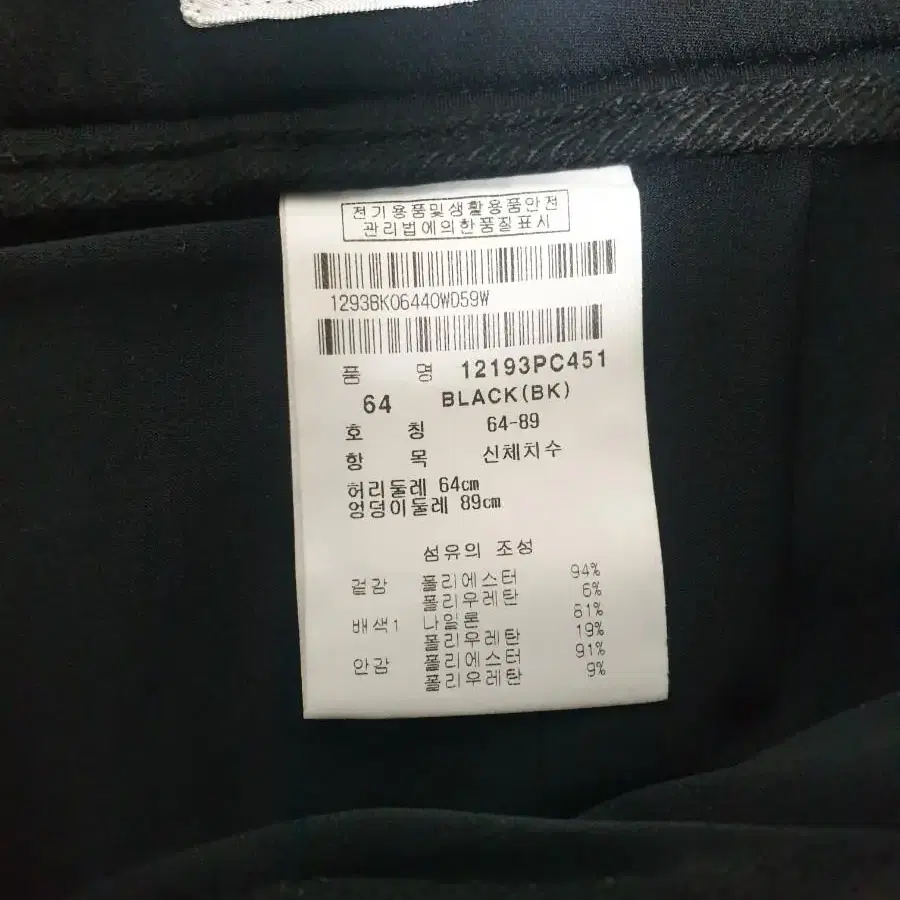 전기용품및생활용품안전
관리법에의한품질표시
1293BK06440WD59W
품 명 12193PC451
64 BLACK(BK)
호 칭 64-89
항 목 신체치수
허리둘레 64cm
엉덩이둘레 89cm
섬유의 조성
겉감 폴리에스터 94%
폴리우레탄 6%
배색1 나일론 61%
폴리우레탄 19%
안감 폴리에스터 91%
폴리우레탄 9%